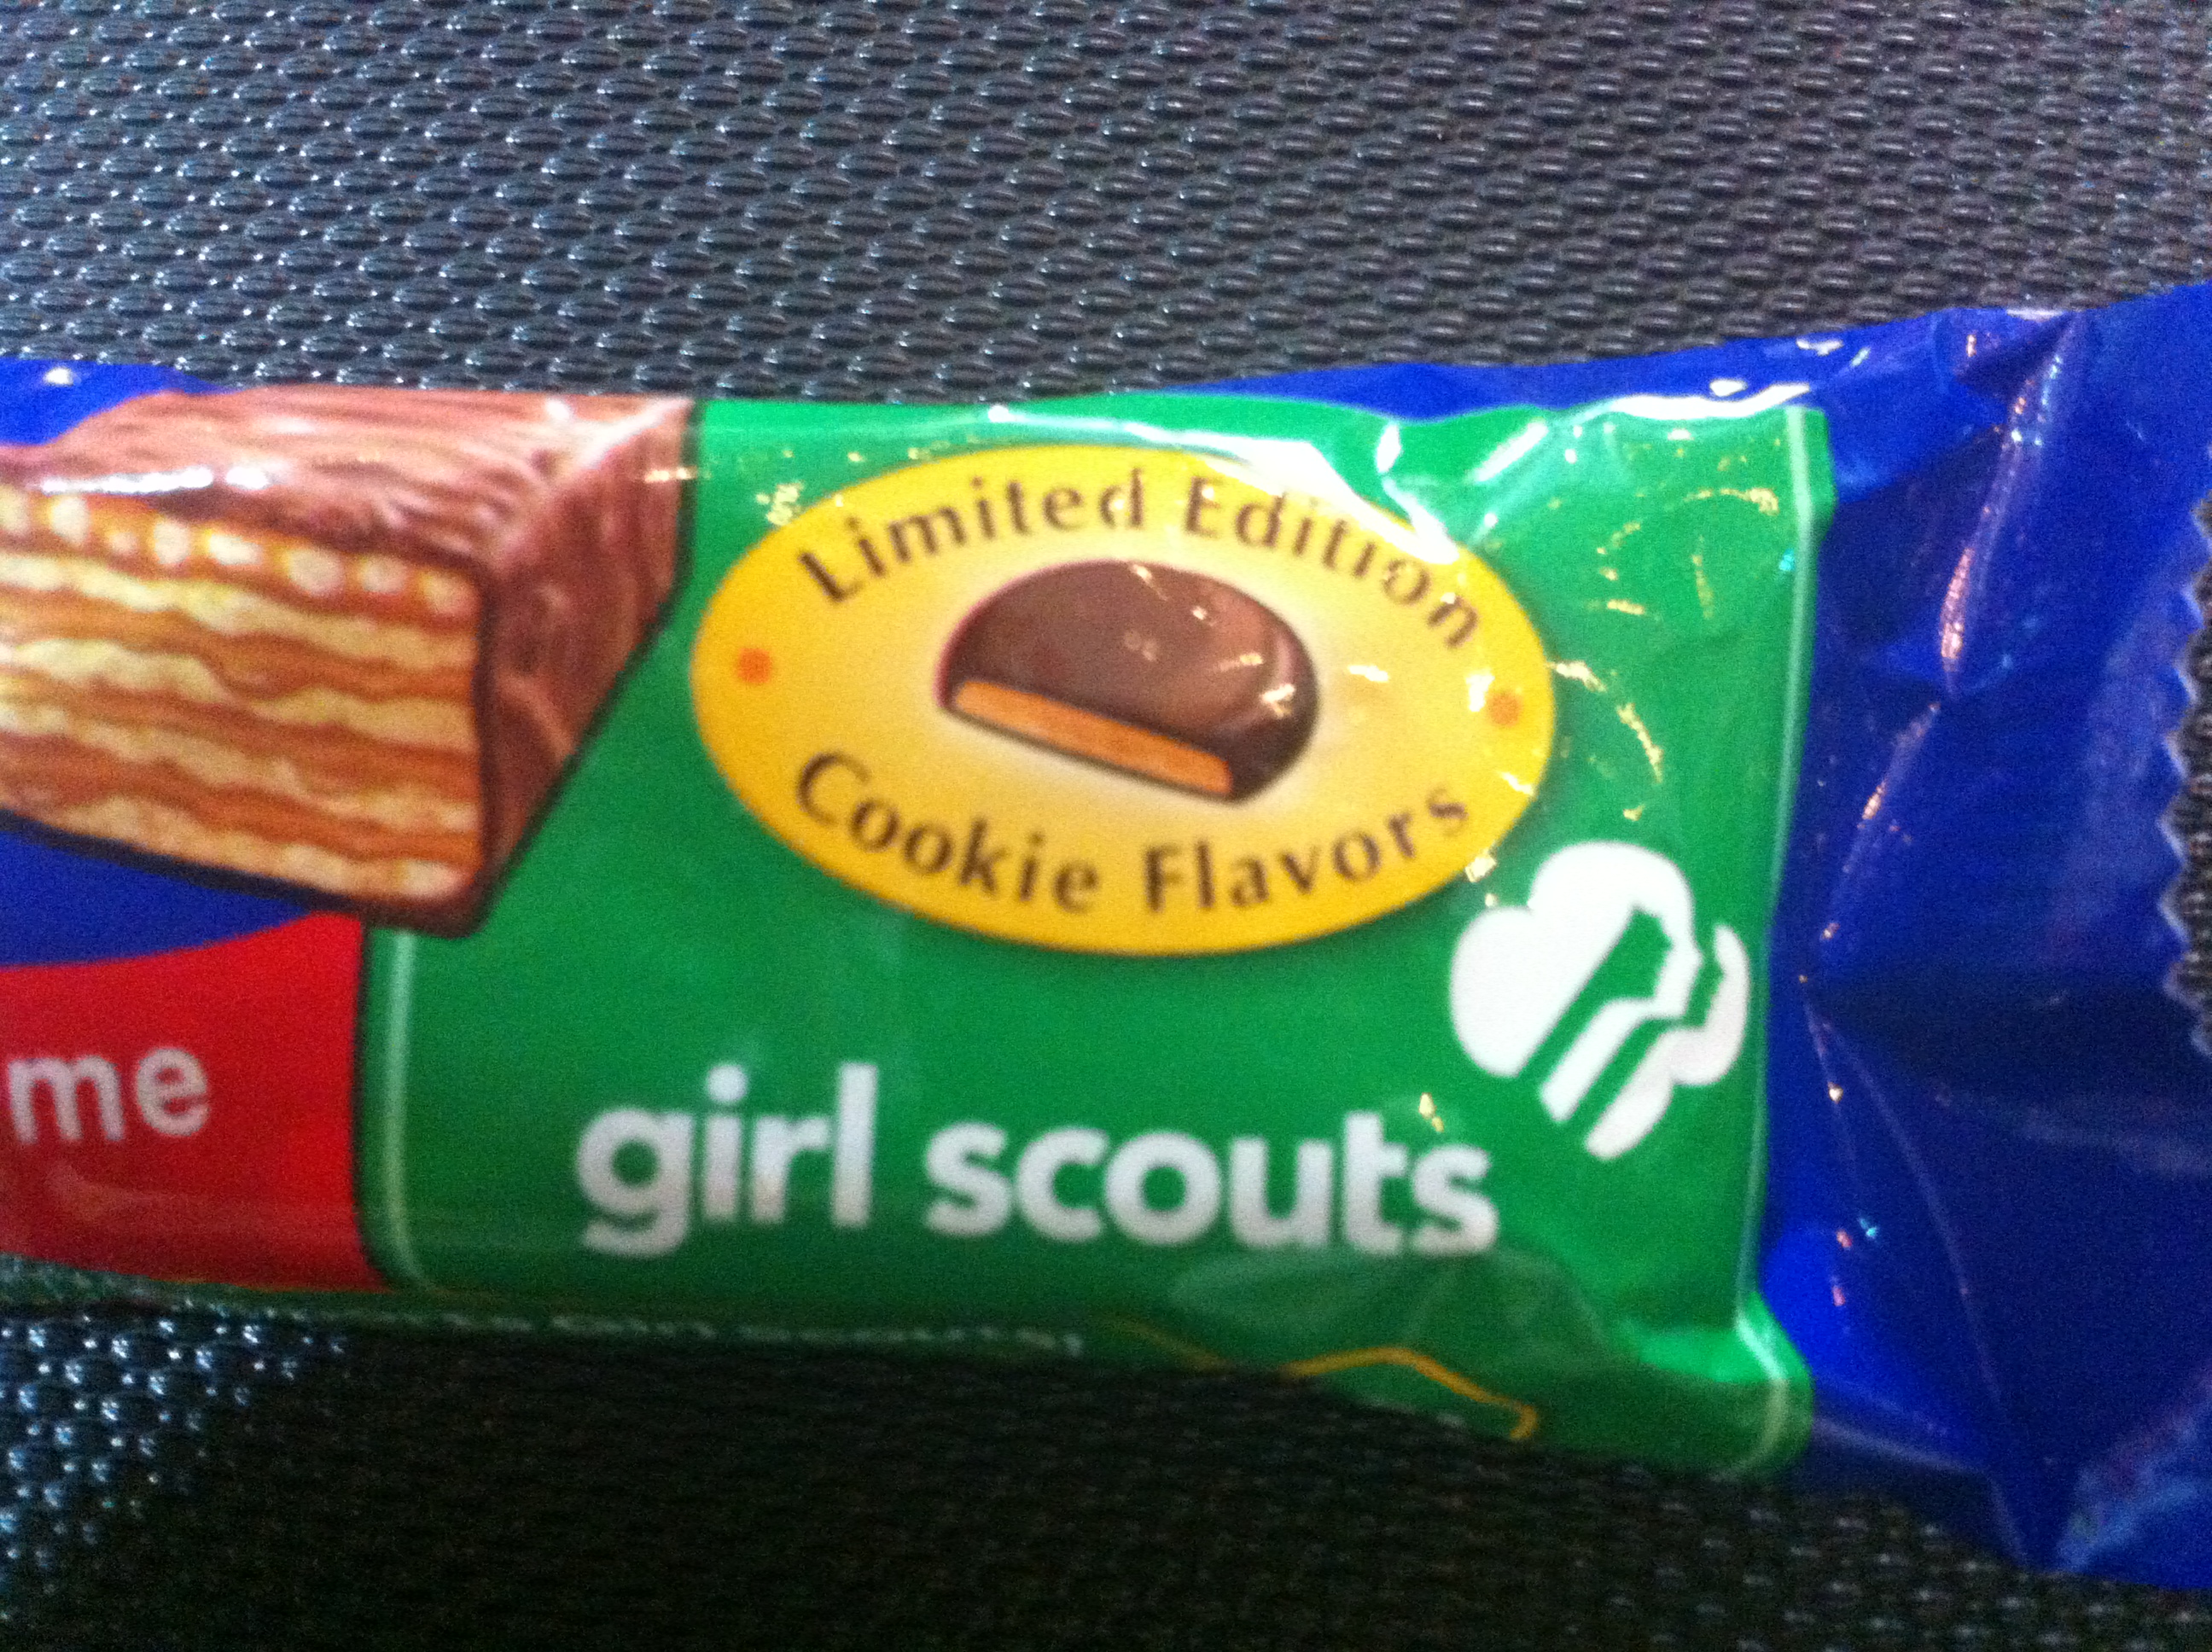 Limited Edition
Cookie Flavors
me
girl scouts